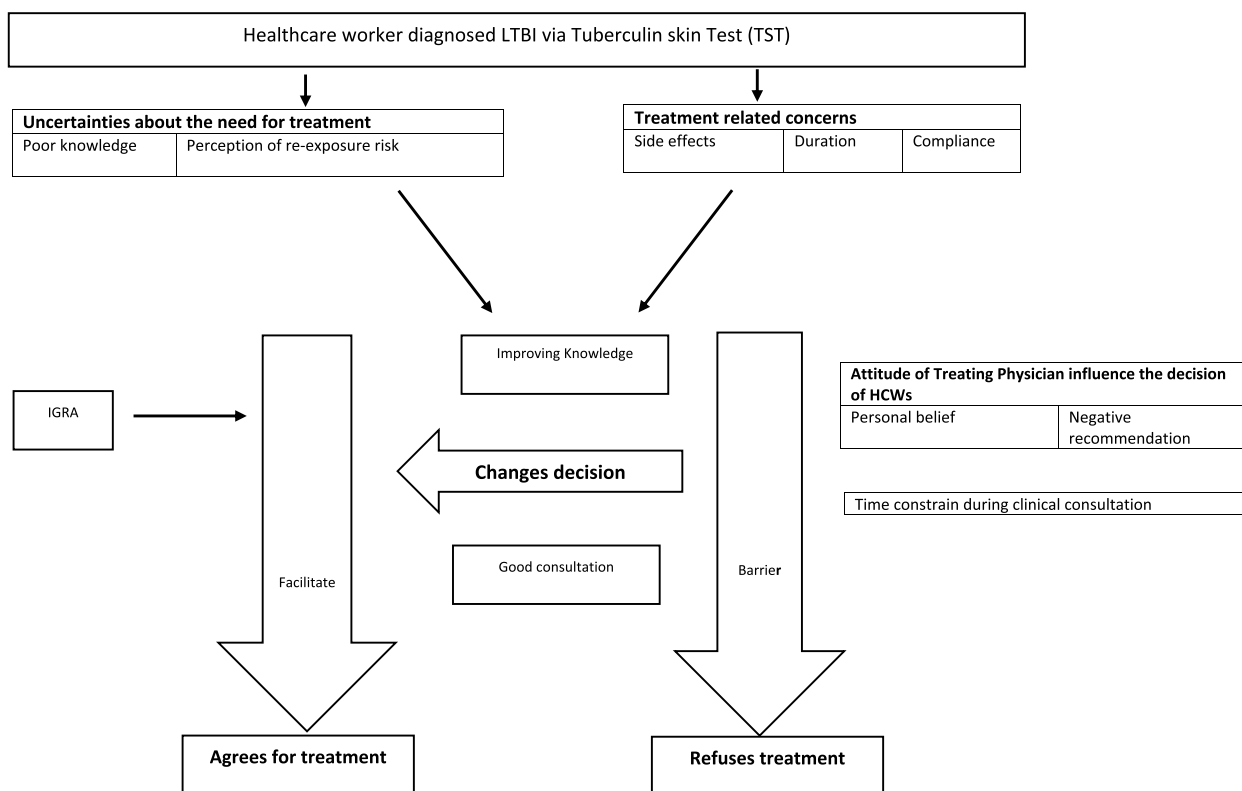 Healthcare worker diagnosed LTBI via Tuberculin skin Test (TST)
Uncertainties about the need for treatment
Poor knowledge
Perception of re-exposure risk
Treatment related concerns
Side effects
Duration
Compliance
Improving Knowledge
IGRA
Attitude of Treating Physician influence the decision
of HCWs
Personal belief
Negative
recommendation
Changes decision
Time constrain during clinical consultation
Good consultation
Facilitate
Barrier
Agrees for treatment
Refuses treatment